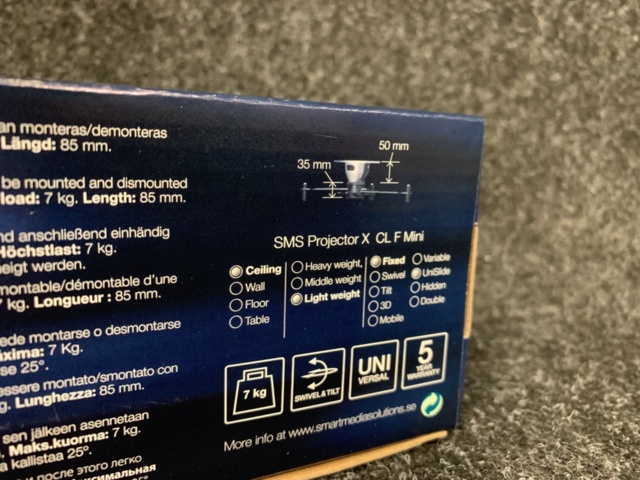 an monteras/demonteras
Längd: 85 mm.
be mounted and dismounted
load: 7 kg. Length: 85 mm.
nd anschließend einhändig
Höchstlast: 7 kg.
eigt werden.
montable/démontable d'une
7 kg. Longueur : 85 mm.
ede montarse o desmontarse
áxima: 7 Kg.
se 25°.
essere montato/smontato con
g. Lunghezza: 85 mm.
sen jälkeen asennetaan
. Maks.kuorma: 7 kg.
a kallistaa 25°.
и после этого легко
50 mm
35 mm
SMS Projector X CL F Mini
Ceiling
Wall
Floor
Table
Heavy weight,
Middle weight
Light weight
Fixed
Swivel
Tilt
3D
Mobile
Variable
UniSlide
Hidden
Double
7 kg
SWIVEL&TILT
UNI
VERSAL
5
YEAR
WARRANTY
More info at www.smartmediasolutions.se